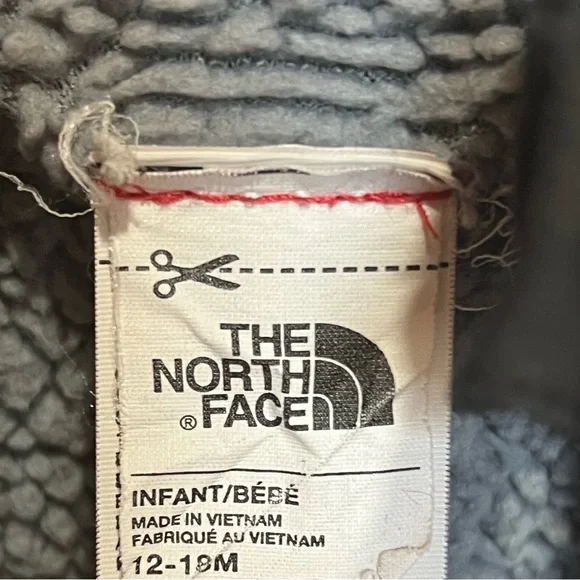 THE
NORTH
® FACE
INFANT/BÉBÉ
MADE IN VIETNAM
FABRIQUÉ AU VIETNAM
12-18M